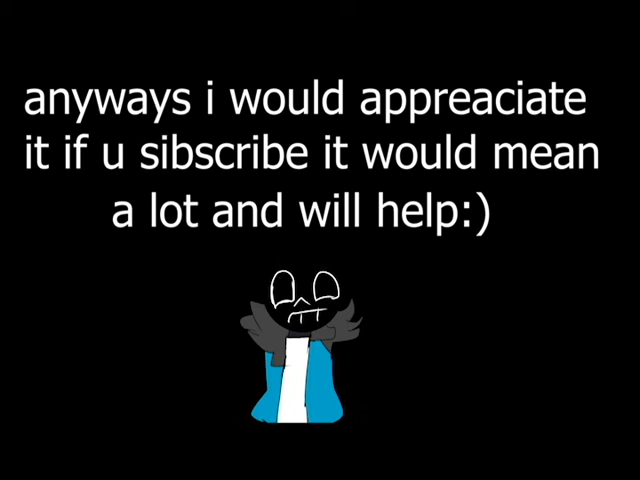 anyways i would appreaciate
it if u sibscribe it would mean
a lot and will help:)